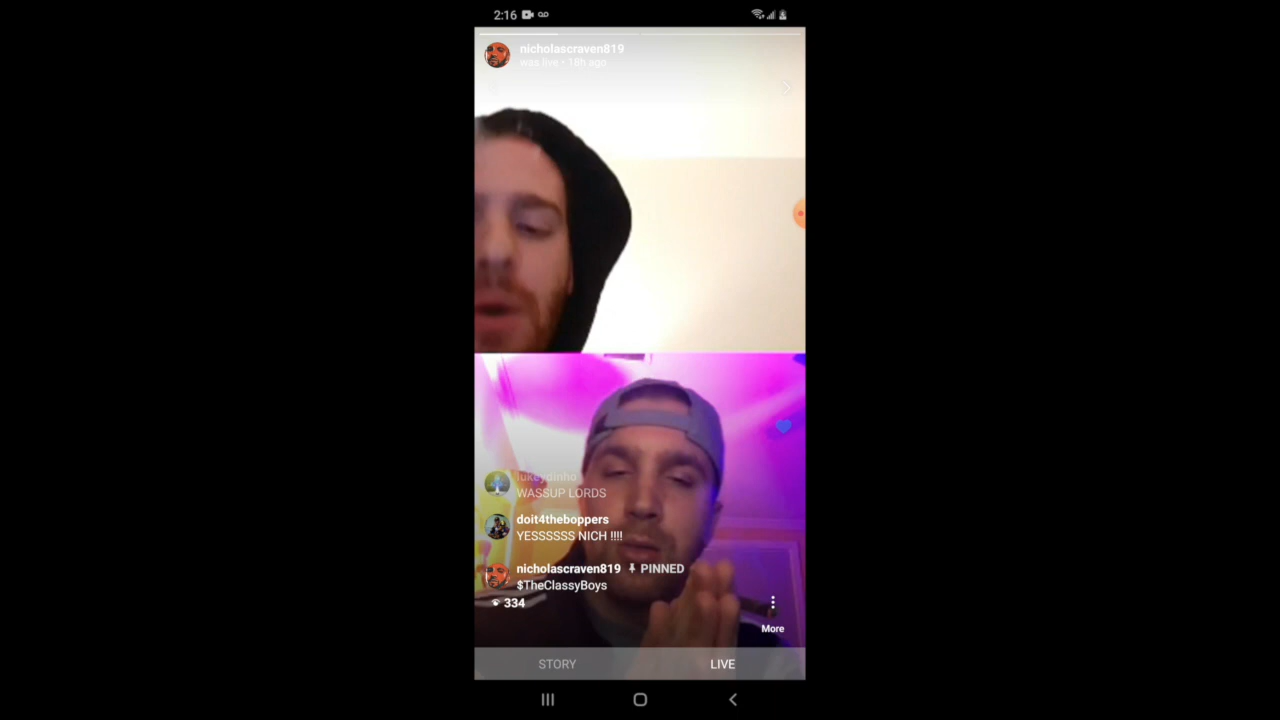 2:16
nicholascraven819
was live • 18h ago
lukeydinho
WASSUP LORDS
doit4theboppers
YESSSSSS NICH !!!!
nicholascraven819 PINNED
$TheClassyBoys
334
More
STORY LIVE